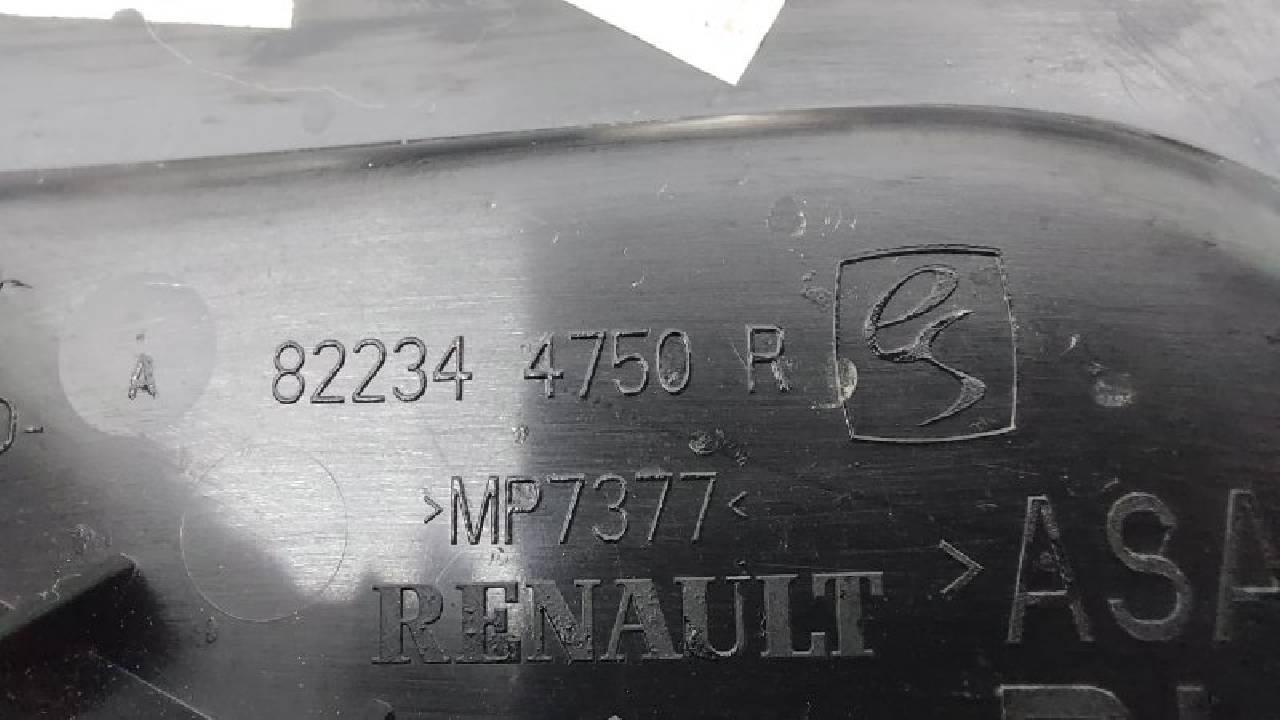 A
82234 4750 R
>MP7377<
RENAULT
>ASA